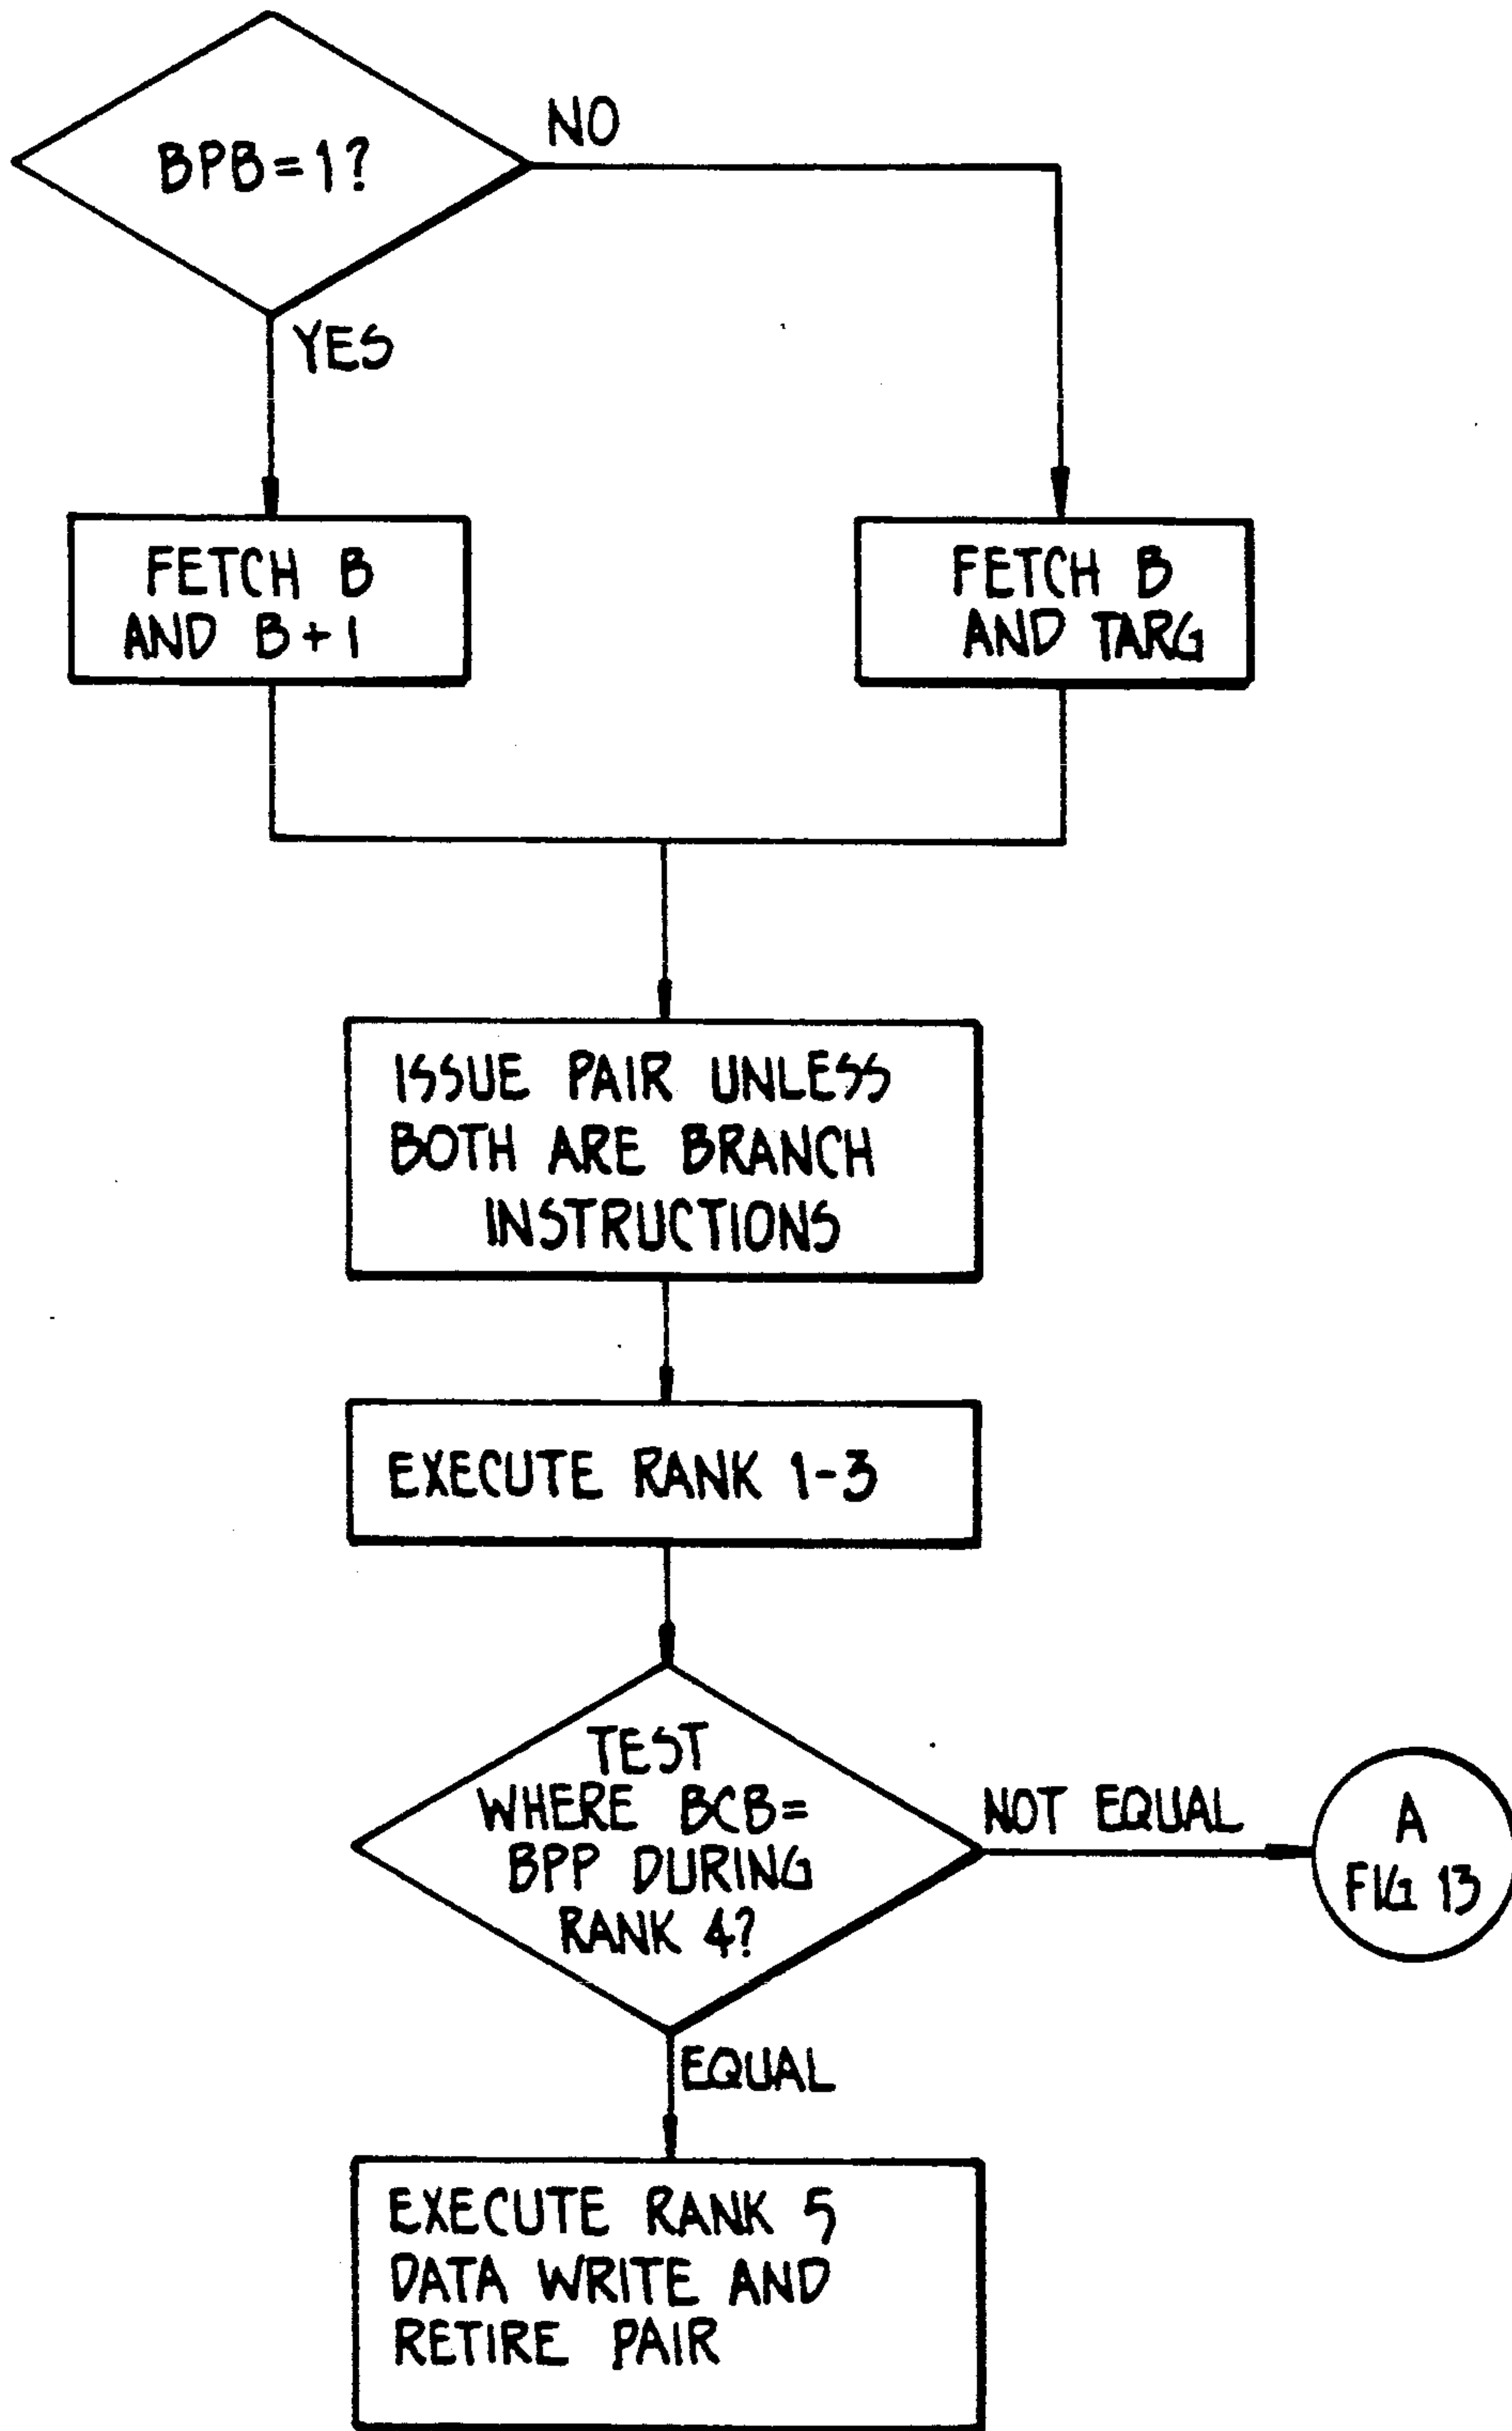 BPB=1?
NO
YES
FETCH B
AND B+1
FETCH B
AND TARG
ISSUE PAIR UNLESS
BOTH ARE BRANCH
INSTRUCTIONS
EXECUTE RANK 1-3
TEST
WHERE BCB=
BPP DURING
RANK 4?
NOT EQUAL
A
FIG 13
EQUAL
EXECUTE RANK 5
DATA WRITE AND
RETIRE PAIR